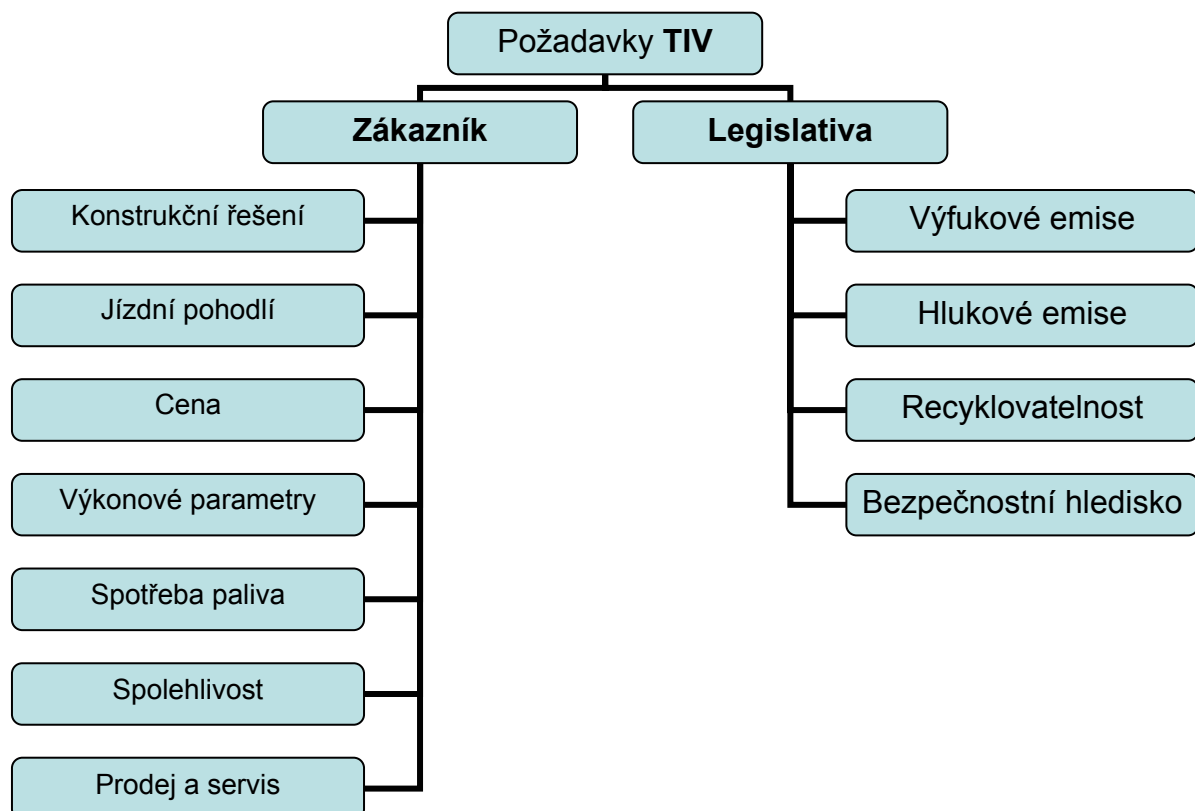 Požadavky TIV
Zákazník
Legislativa
Konstrukční řešení
Jízdní pohodlí
Cena
Výkonové parametry
Spotřeba paliva
Spolehlivost
Prodej a servis
Výfukové emise
Hlukové emise
Recyklovatelnost
Bezpečnostní hledisko